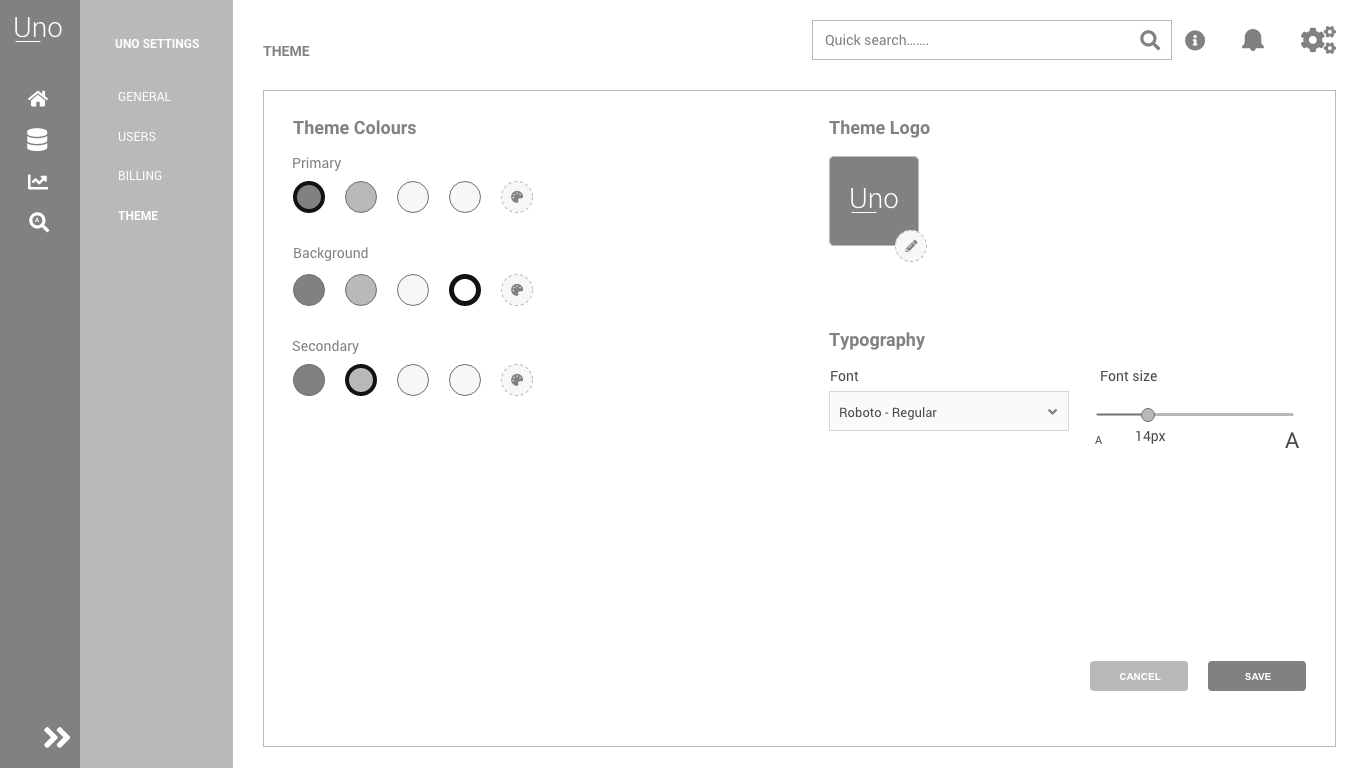 Uno
UNO SETTINGS
GENERAL
USERS
BILLING
THEME
THEME
Quick search.......
Theme Colours
Primary
Background
Secondary
Theme Logo
Uno
Typography
Font
Font size
Roboto - Regular
A
14px
A
CANCEL
SAVE